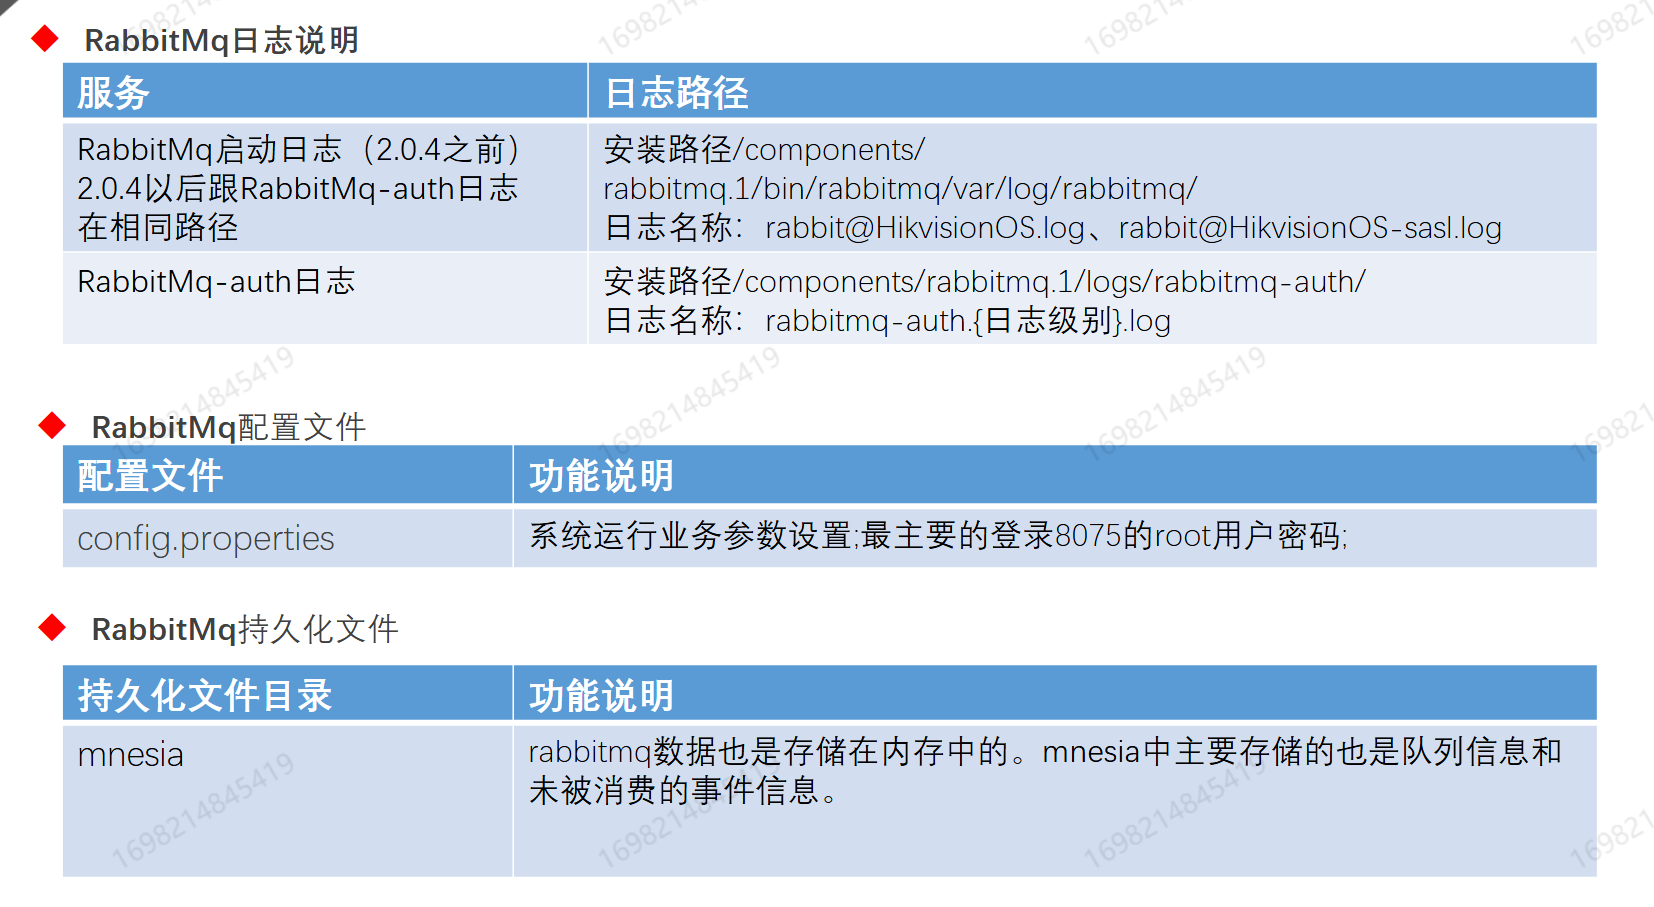 RabbitMq日志说明
服务
日志路径
RabbitMq启动日志（2.0.4之前）
2.0.4以后跟RabbitMq-auth日志
在相同路径
安装路径/components/
rabbitmq.1/bin/rabbitmq/var/log/rabbitmq/
日志名称：rabbit@HikvisionOS.log、rabbit@HikvisionOS-sasl.log
RabbitMq-auth日志
安装路径/components/rabbitmq.1/logs/rabbitmq-auth/
日志名称：rabbitmq-auth.{日志级别}.log
RabbitMq配置文件
配置文件
功能说明
config.properties
系统运行业务参数设置;最主要的登录8075的root用户密码;
RabbitMq持久化文件
持久化文件目录
功能说明
mnesia
rabbitmq数据也是存储在内存中的。mnesia中主要存储的也是队列信息和
未被消费的事件信息。
1698214845419
1698214845419
1698214845419
1698214845419
1698214845419
1698214845419